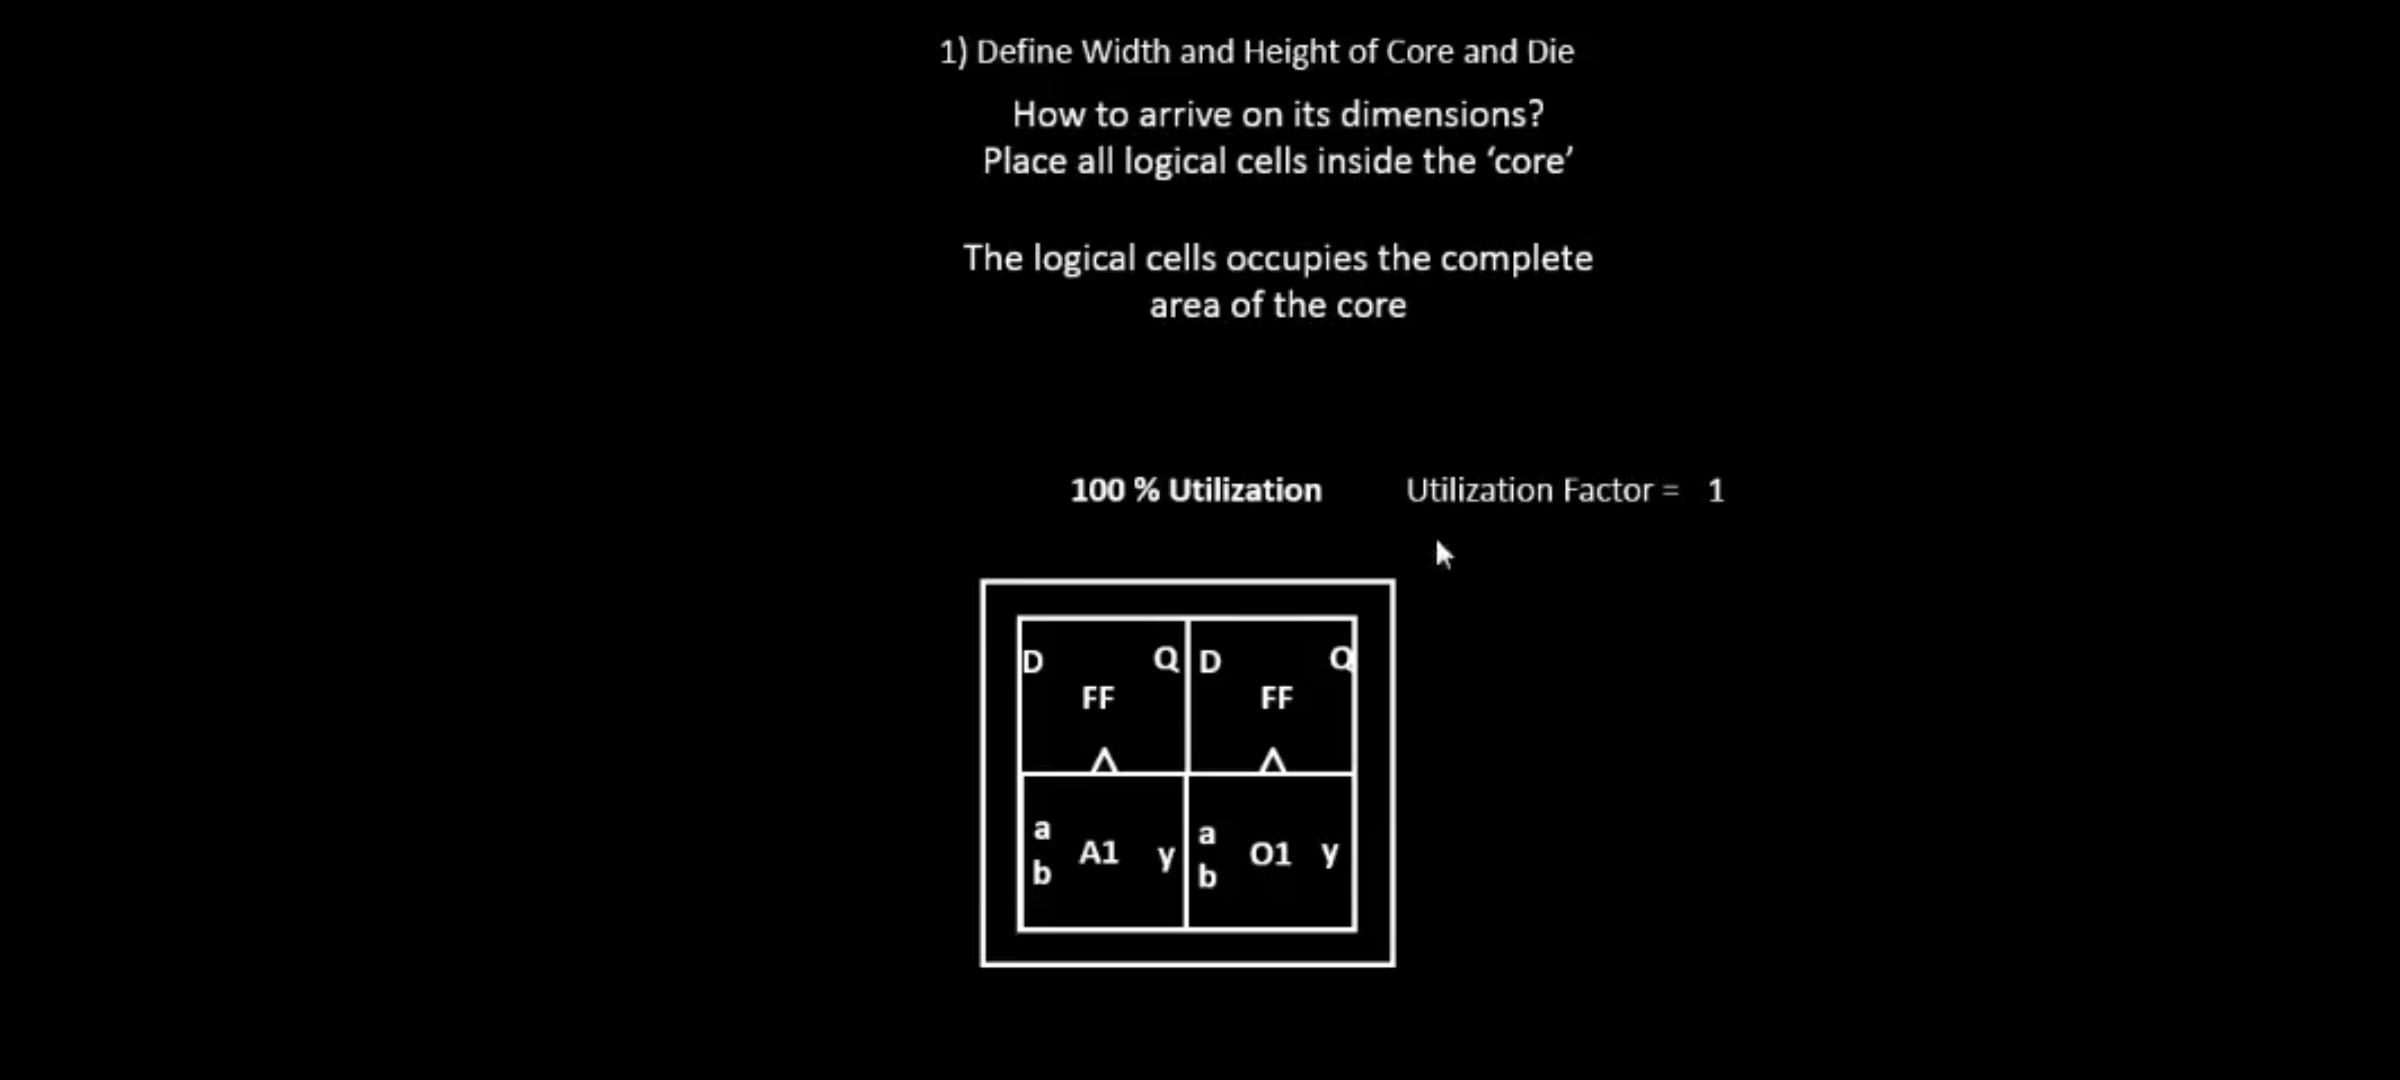 1) Define Width and Height of Core and Die
How to arrive on its dimensions?
Place all logical cells inside the ‘core’
The logical cells occupies the complete
area of the core
100 % Utilization
Utilization Factor = 1
D Q D Q
FF FF
a A1 y a O1 y
b b